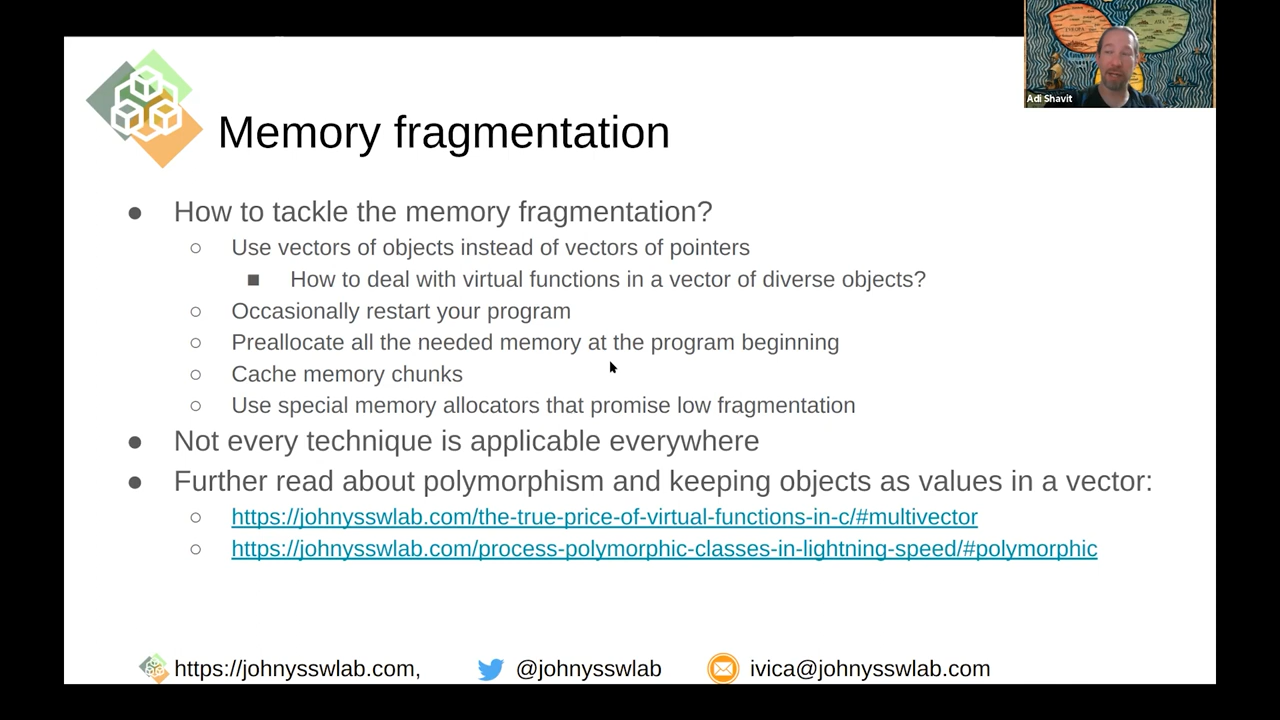 Adi Shavit
Memory fragmentation
● How to tackle the memory fragmentation?
○ Use vectors of objects instead of vectors of pointers
■ How to deal with virtual functions in a vector of diverse objects?
○ Occasionally restart your program
○ Preallocate all the needed memory at the program beginning
○ Cache memory chunks
○ Use special memory allocators that promise low fragmentation
● Not every technique is applicable everywhere
● Further read about polymorphism and keeping objects as values in a vector:
○ https://johnysswlab.com/the-true-price-of-virtual-functions-in-c/#multivector
○ https://johnysswlab.com/process-polymorphic-classes-in-lightning-speed/#polymorphic
https://johnysswlab.com, @johnysswlab ivica@johnysswlab.com